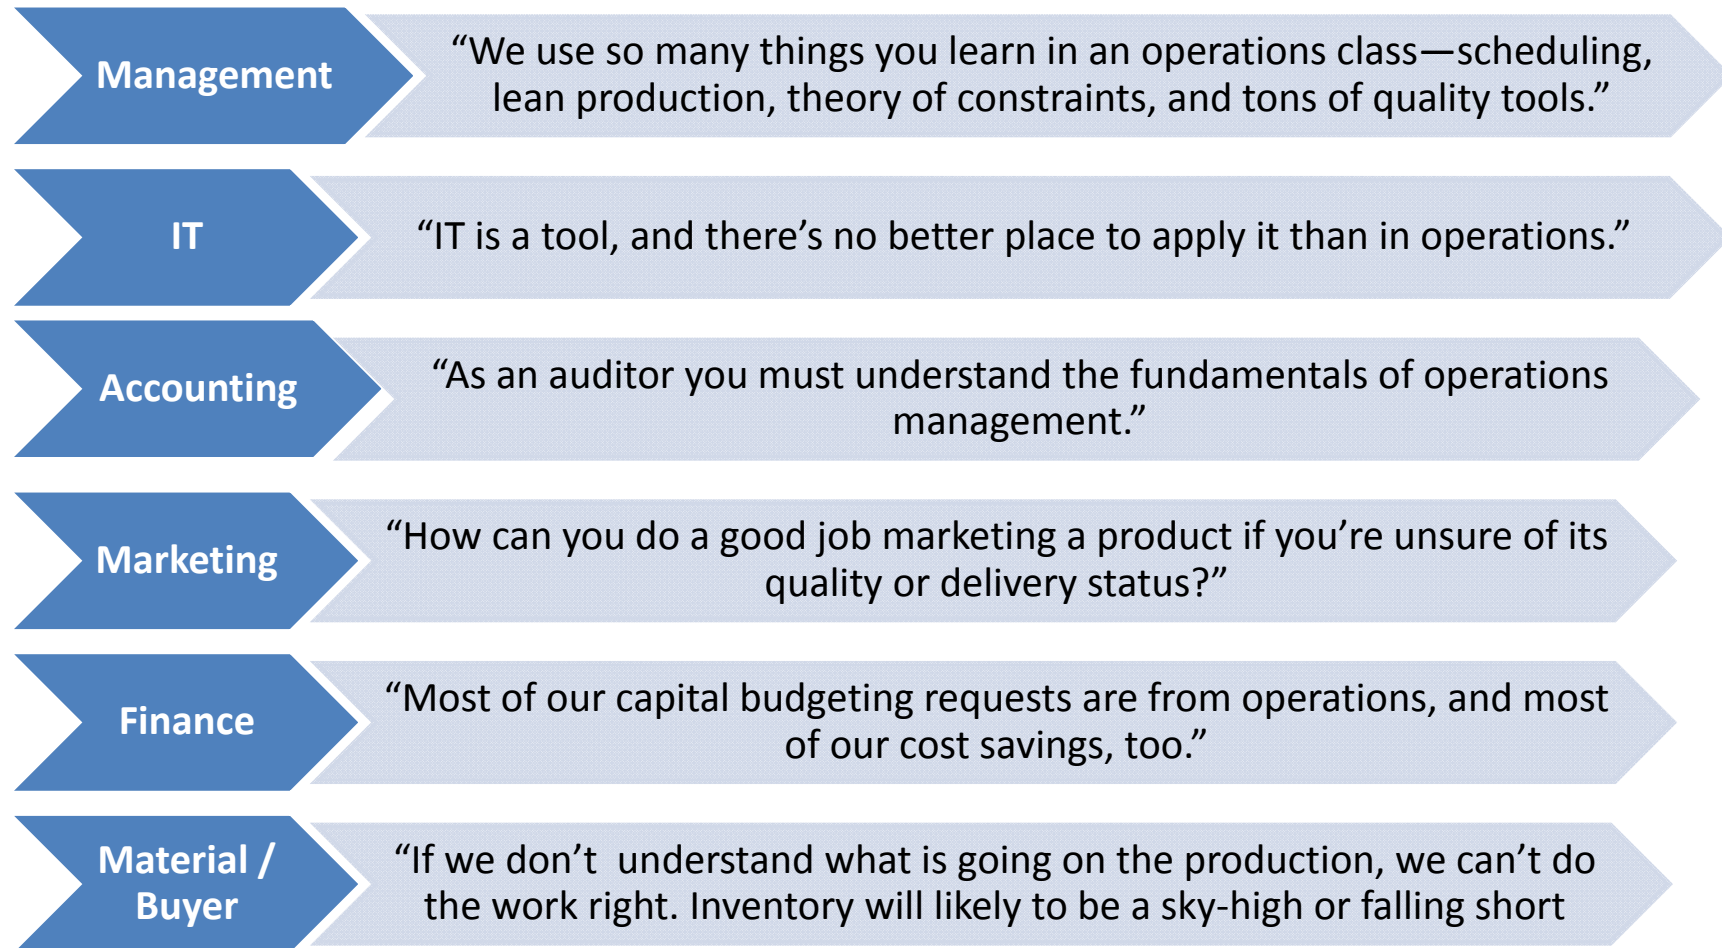 Management
“We use so many things you learn in an operations class—scheduling,
lean production, theory of constraints, and tons of quality tools.”
IT
“IT is a tool, and there’s no better place to apply it than in operations.”
Accounting
“As an auditor you must understand the fundamentals of operations
management.”
Marketing
“How can you do a good job marketing a product if you’re unsure of its
quality or delivery status?”
Finance
“Most of our capital budgeting requests are from operations, and most
of our cost savings, too.”
Material /
Buyer
“If we don’t  understand what is going on the production, we can’t do
the work right. Inventory will likely to be a sky-high or falling short